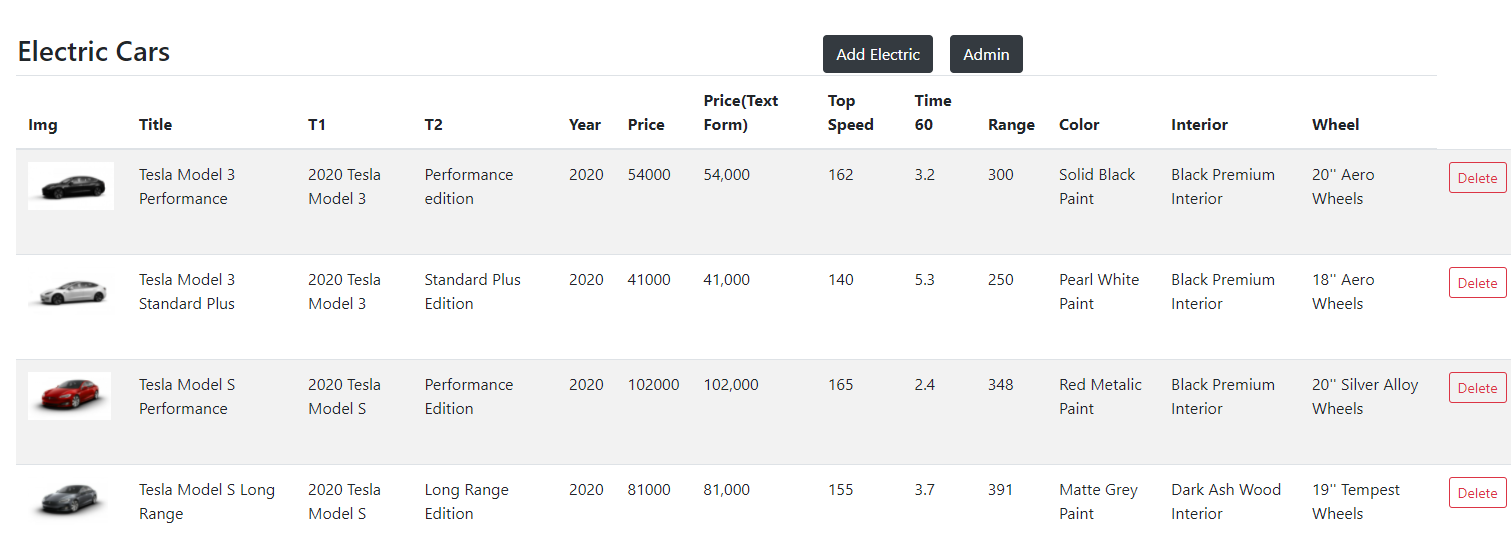 Electric Cars Add Electric Admin
Img Title T1 T2 Year Price Price(Text Form) Top Speed Time 60 Range Color Interior Wheel
Tesla Model 3 2020 Tesla Performance 2020 54000 54,000 162 3.2 300 Solid Black Black Premium 20'' Aero Delete
Performance Model 3 edition Paint Interior Wheels
Tesla Model 3 2020 Tesla Standard Plus 2020 41000 41,000 140 5.3 250 Pearl White Black Premium 18'' Aero Delete
Standard Plus Model 3 Edition Paint Interior Wheels
Tesla Model S 2020 Tesla Performance 2020 102000 102,000 165 2.4 348 Red Metalic Black Premium 20'' Silver Alloy Delete
Performance Model S Edition Paint Interior Wheels
Tesla Model S Long 2020 Tesla Long Range 2020 81000 81,000 155 3.7 391 Matte Grey Dark Ash Wood 19'' Tempest Delete
Range Model S Edition Paint Interior Wheels